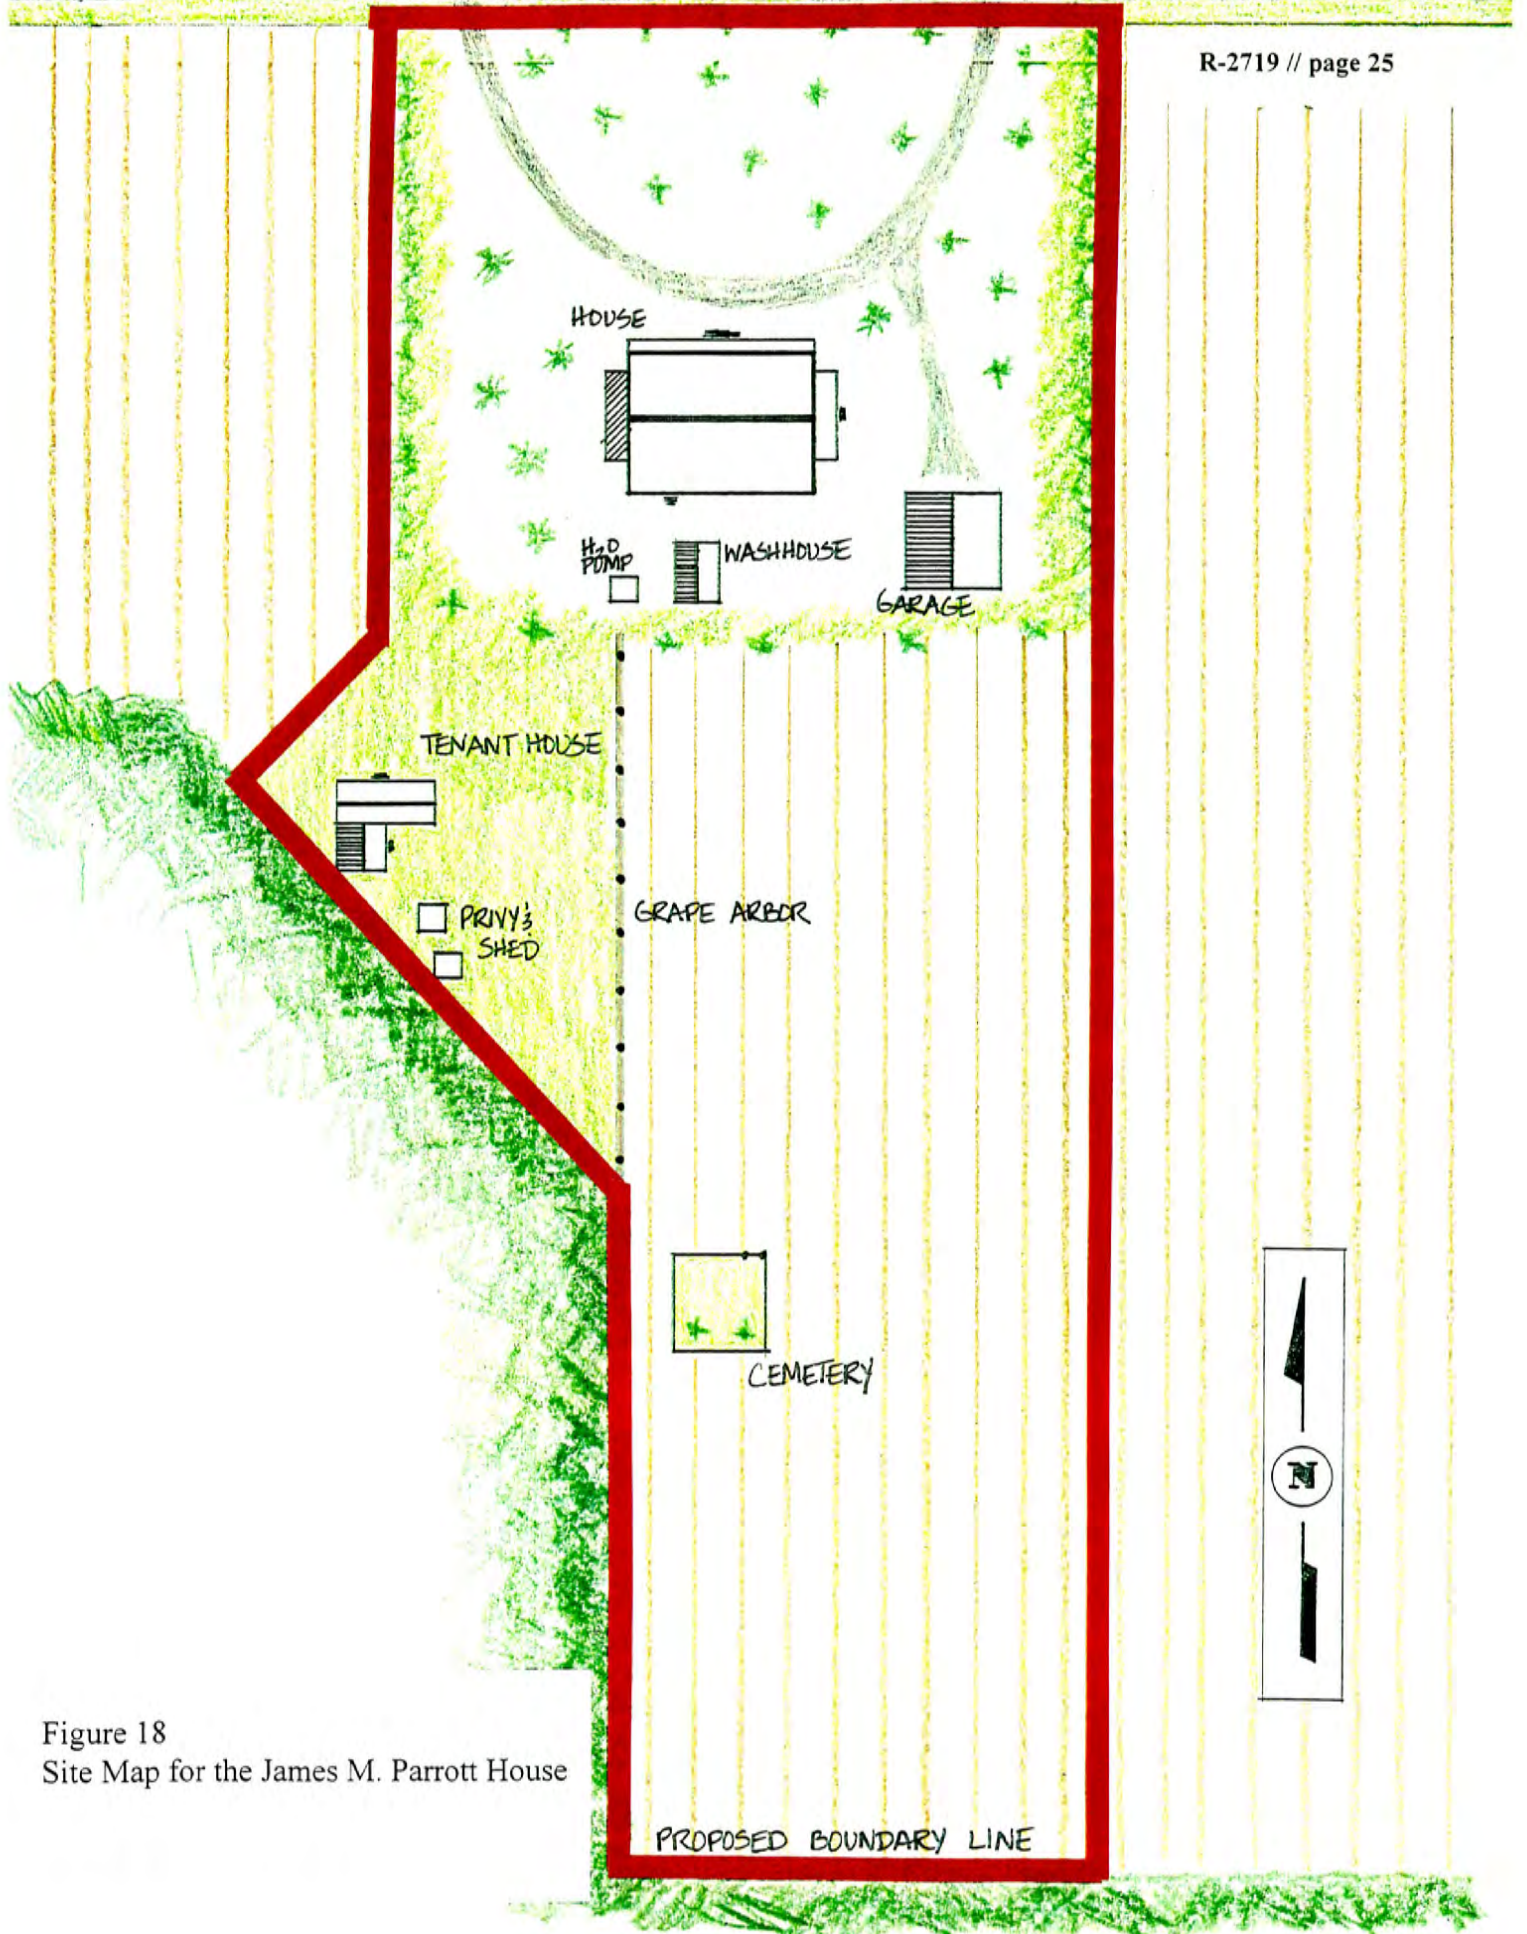 R-2719 // page 25
HOUSE
H2O
PUMP
WASHHOUSE
GARAGE
TENANT HOUSE
PRIVY &
SHED
GRAPE ARBOR
CEMETERY
N
Figure 18
Site Map for the James M. Parrott House
PROPOSED BOUNDARY LINE